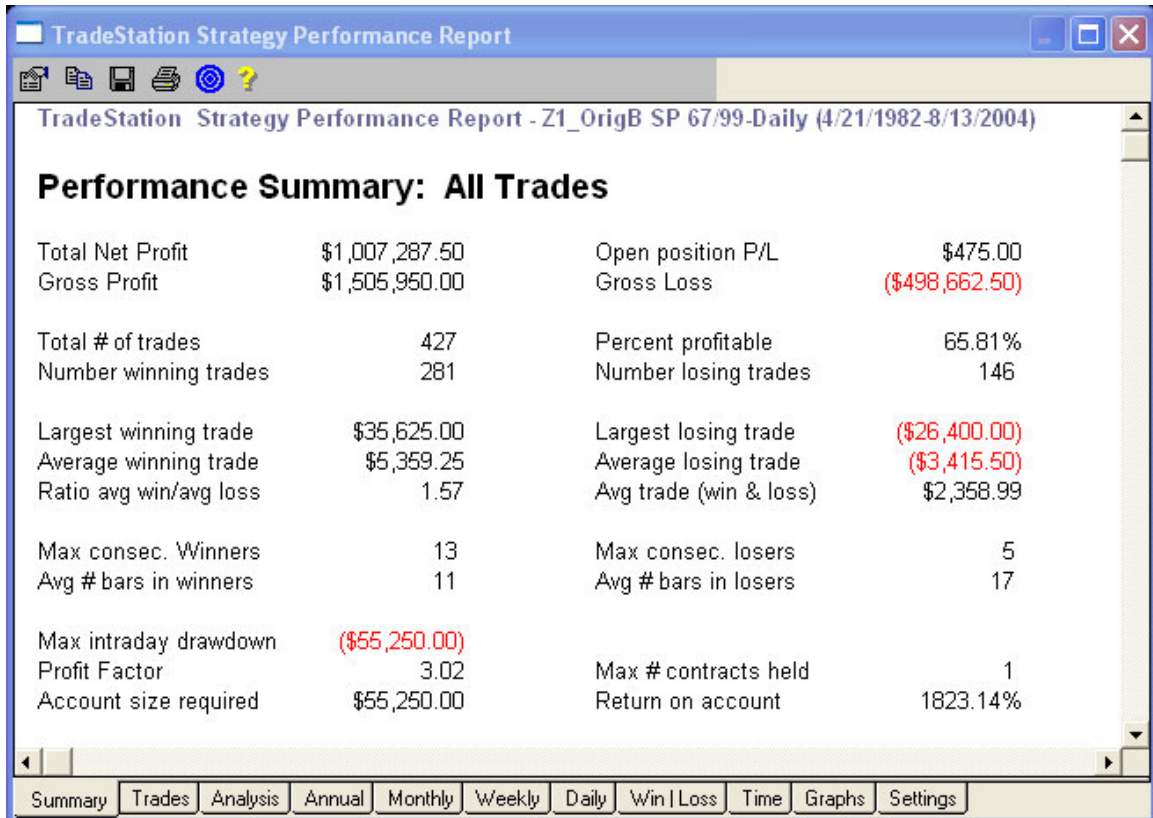 TradeStation Strategy Performance Report
TradeStation Strategy Performance Report - Z1_OrigB SP 67/99-Daily (4/21/1982-8/13/2004)
Performance Summary: All Trades
Total Net Profit $1,007,287.50 Open position P/L $475.00
Gross Profit $1,505,950.00 Gross Loss ($498,662.50)
Total # of trades 427 Percent profitable 65.81%
Number winning trades 281 Number losing trades 146
Largest winning trade $35,625.00 Largest losing trade ($26,400.00)
Average winning trade $5,359.25 Average losing trade ($3,415.50)
Ratio avg win/avg loss 1.57 Avg trade (win & loss) $2,358.99
Max consec. Winners 13 Max consec. losers 5
Avg # bars in winners 11 Avg # bars in losers 17
Max intraday drawdown ($55,250.00)
Profit Factor 3.02 Max # contracts held 1
Account size required $55,250.00 Return on account 1823.14%
Summary Trades Analysis Annual Monthly Weekly Daily Win | Loss Time Graphs Settings